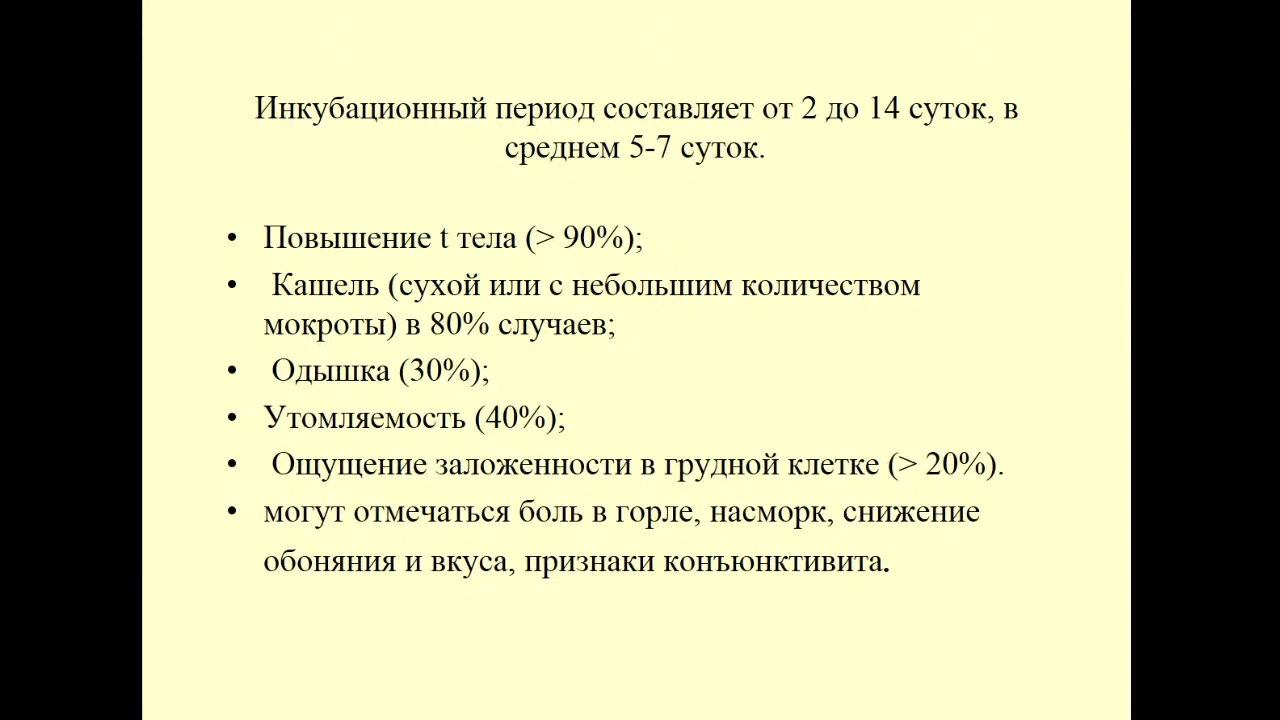 Инкубационный период составляет от 2 до 14 суток, в
среднем 5-7 суток.
• Повышение t тела (> 90%);
• Кашель (сухой или с небольшим количеством
мокроты) в 80% случаев;
• Одышка (30%);
• Утомляемость (40%);
• Ощущение заложенности в грудной клетке (> 20%).
• могут отмечаться боль в горле, насморк, снижение
обоняния и вкуса, признаки конъюнктивита.